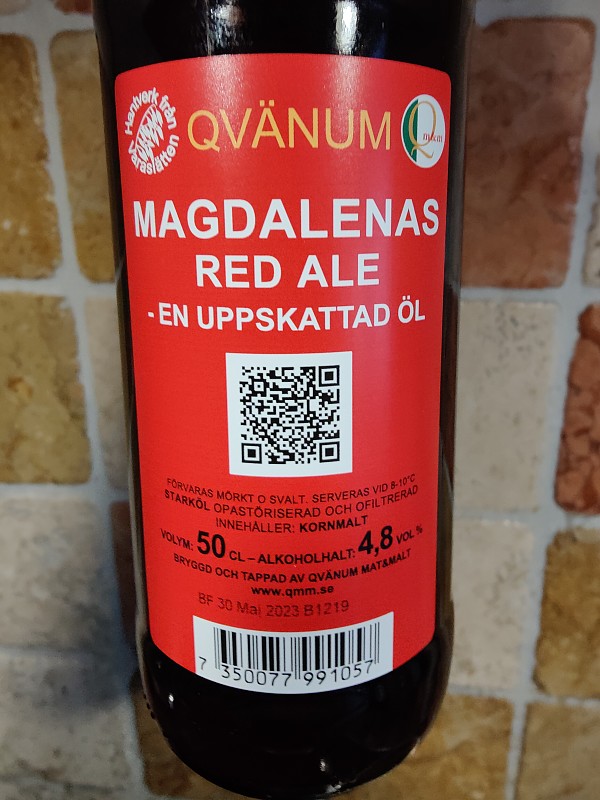 Hantverk från
Varaslätten
QVÄNUM
Q
MAGDALENAS
RED ALE
- EN UPPSKATTAD ÖL
FÖRVARAS MÖRKT O SVALT. SERVERAS VID 8-10°C
STARKÖL OPASTÖRISERAD OCH OFILTRERAD
INNEHÅLLER: KORNMALT
VOLYM: 50 CL – ALKOHOLHALT: 4,8 VOL %
BRYGGD OCH TAPPAD AV QVÄNUM MAT&MALT
www.qmm.se
BF 30 Maj 2023 B1219
7 350077 991057